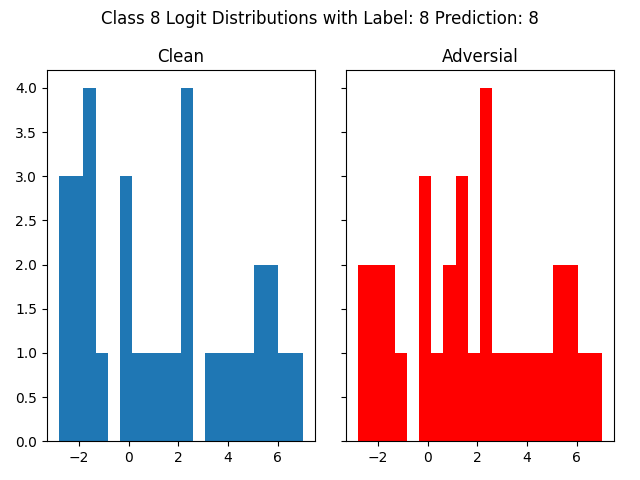 Class 8 Logit Distributions with Label: 8 Prediction: 8
Clean
Adversial
4.0
3.5
3.0
2.5
2.0
1.5
1.0
0.5
0.0
−2 0 2 4 6
−2 0 2 4 6